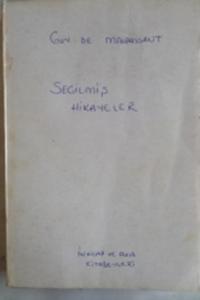 GUY DE MAUPASSANT
SEÇİLMİŞ
HİKAYELER
İNKILAP VE AKA
KİTABEVLERİ